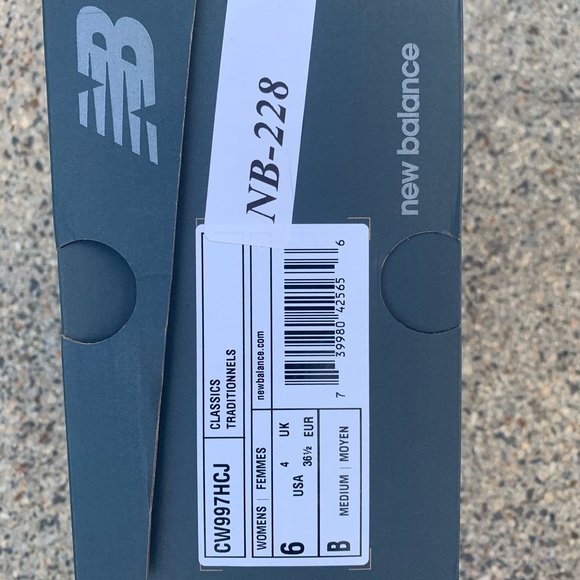 NB
new balance
NB-228
CW997HCJ
CLASSICS
TRADITIONNELS
WOMENS | FEMMES
newbalance.com
6 USA
4 UK
36½ EUR
B
MEDIUM | MOYEN
7 39980 42565 6